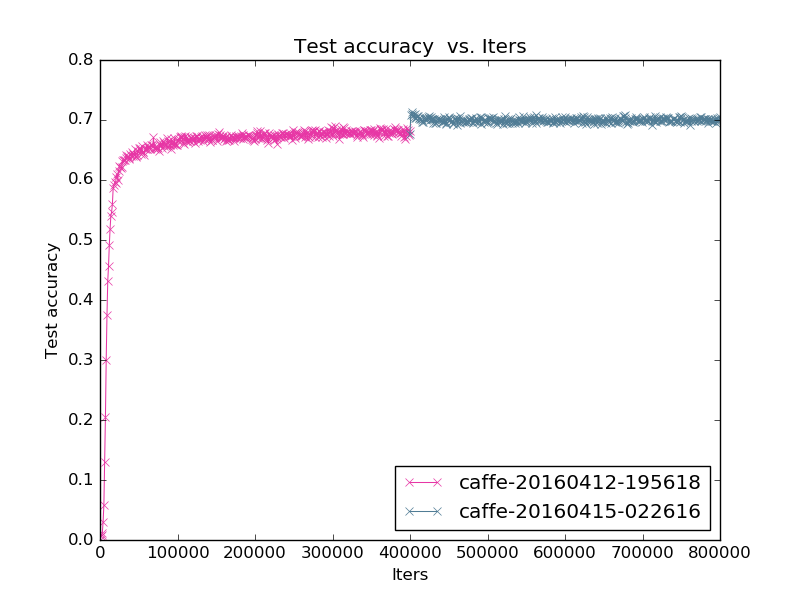 Test accuracy  vs. Iters
0.8
0.7
0.6
0.5
0.4
0.3
0.2
0.1
0.0
Test accuracy
caffe-20160412-195618
caffe-20160415-022616
0 100000 200000 300000 400000 500000 600000 700000 800000
Iters